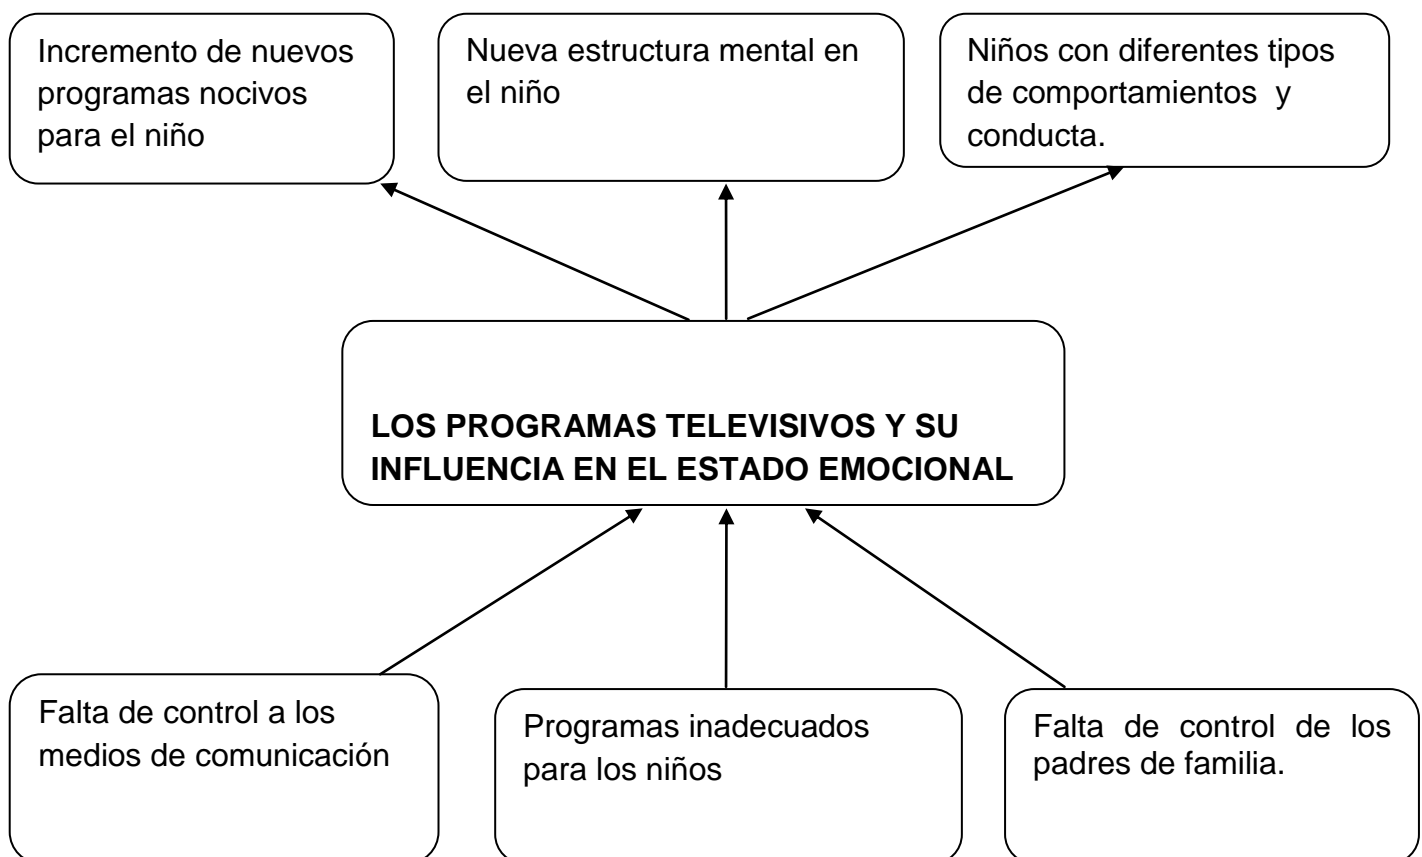 Incremento de nuevos
programas nocivos
para el niño
Nueva estructura mental en
el niño
Niños con diferentes tipos
de comportamientos y
conducta.
LOS PROGRAMAS TELEVISIVOS Y SU
INFLUENCIA EN EL ESTADO EMOCIONAL
Falta de control a los
medios de comunicación
Programas inadecuados
para los niños
Falta de control de los
padres de familia.